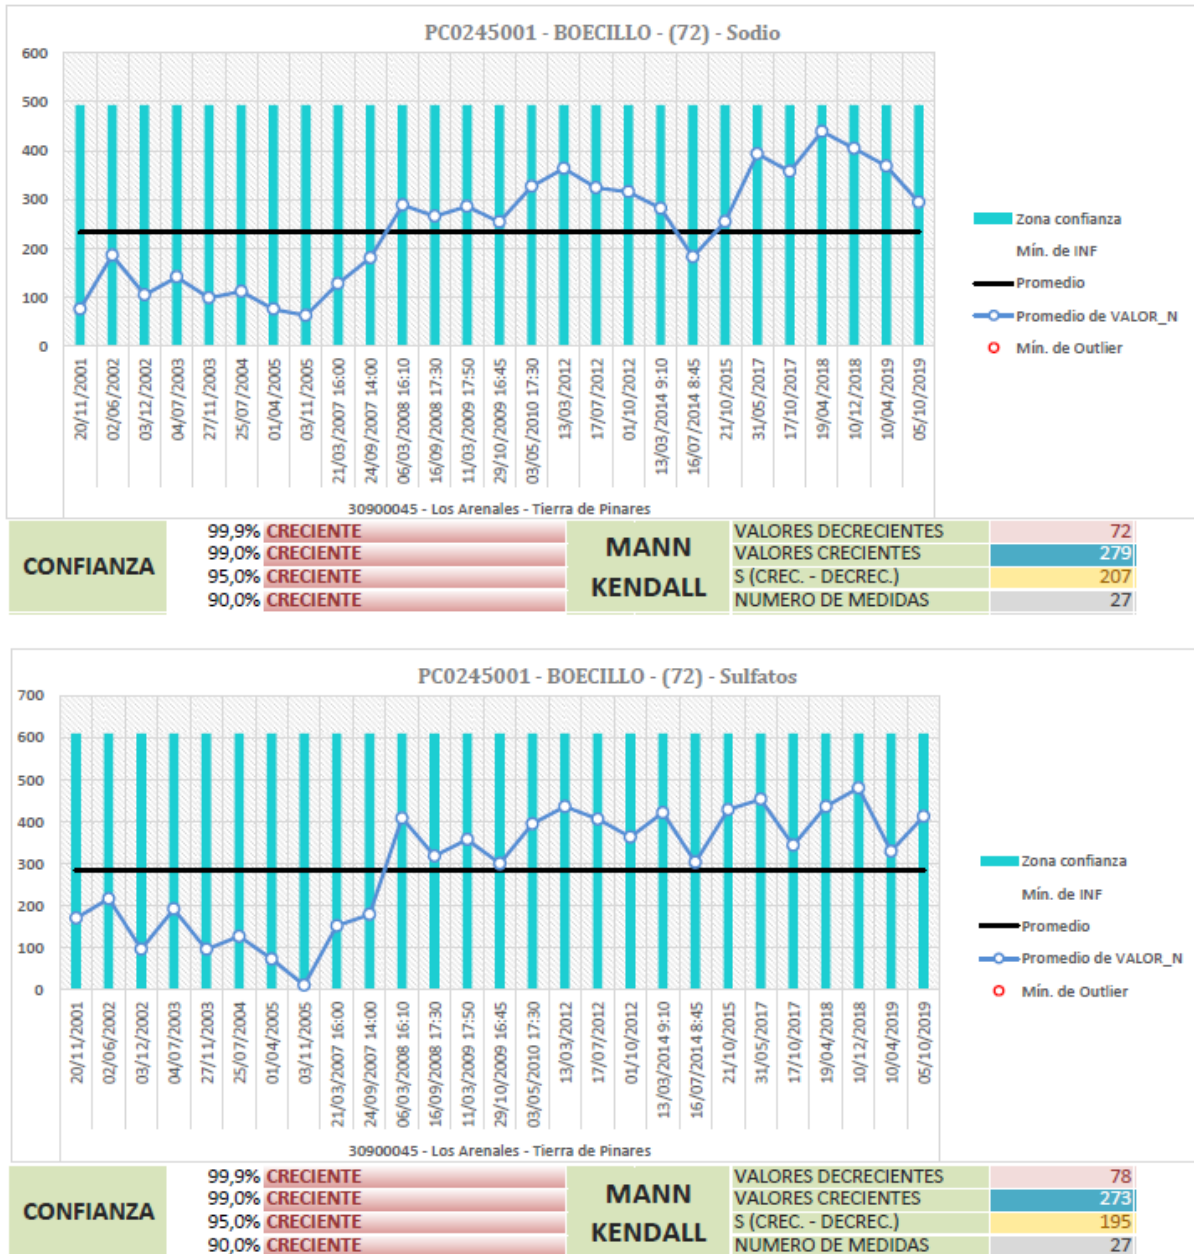 PC0245001 - BOECILLO - (72) - Sodio
600
500
400
300
200
100
0
Zona confianza
Mín. de INF
Promedio
Promedio de VALOR_N
Mín. de Outlier
20/11/2001
02/06/2002
03/12/2002
04/07/2003
27/11/2003
25/07/2004
01/04/2005
03/11/2005
21/03/2007 16:00
24/09/2007 14:00
06/03/2008 16:10
16/09/2008 17:30
11/03/2009 17:50
29/10/2009 16:45
03/05/2010 17:30
13/03/2012
17/07/2012
01/10/2012
13/03/2014 9:10
16/07/2014 8:45
21/10/2015
31/05/2017
17/10/2017
19/04/2018
10/12/2018
10/04/2019
05/10/2019
30900045 - Los Arenales - Tierra de Pinares
CONFIANZA
99,9% CRECIENTE
99,0% CRECIENTE
95,0% CRECIENTE
90,0% CRECIENTE
MANN
KENDALL
VALORES DECRECIENTES 72
VALORES CRECIENTES 279
S (CREC. - DECREC.) 207
NUMERO DE MEDIDAS 27
PC0245001 - BOECILLO - (72) - Sulfatos
700
600
500
400
300
200
100
0
Zona confianza
Mín. de INF
Promedio
Promedio de VALOR_N
Mín. de Outlier
20/11/2001
02/06/2002
03/12/2002
04/07/2003
27/11/2003
25/07/2004
01/04/2005
03/11/2005
21/03/2007 16:00
24/09/2007 14:00
06/03/2008 16:10
16/09/2008 17:30
11/03/2009 17:50
29/10/2009 16:45
03/05/2010 17:30
13/03/2012
17/07/2012
01/10/2012
13/03/2014 9:10
16/07/2014 8:45
21/10/2015
31/05/2017
17/10/2017
19/04/2018
10/12/2018
10/04/2019
05/10/2019
30900045 - Los Arenales - Tierra de Pinares
CONFIANZA
99,9% CRECIENTE
99,0% CRECIENTE
95,0% CRECIENTE
90,0% CRECIENTE
MANN
KENDALL
VALORES DECRECIENTES 78
VALORES CRECIENTES 273
S (CREC. - DECREC.) 195
NUMERO DE MEDIDAS 27